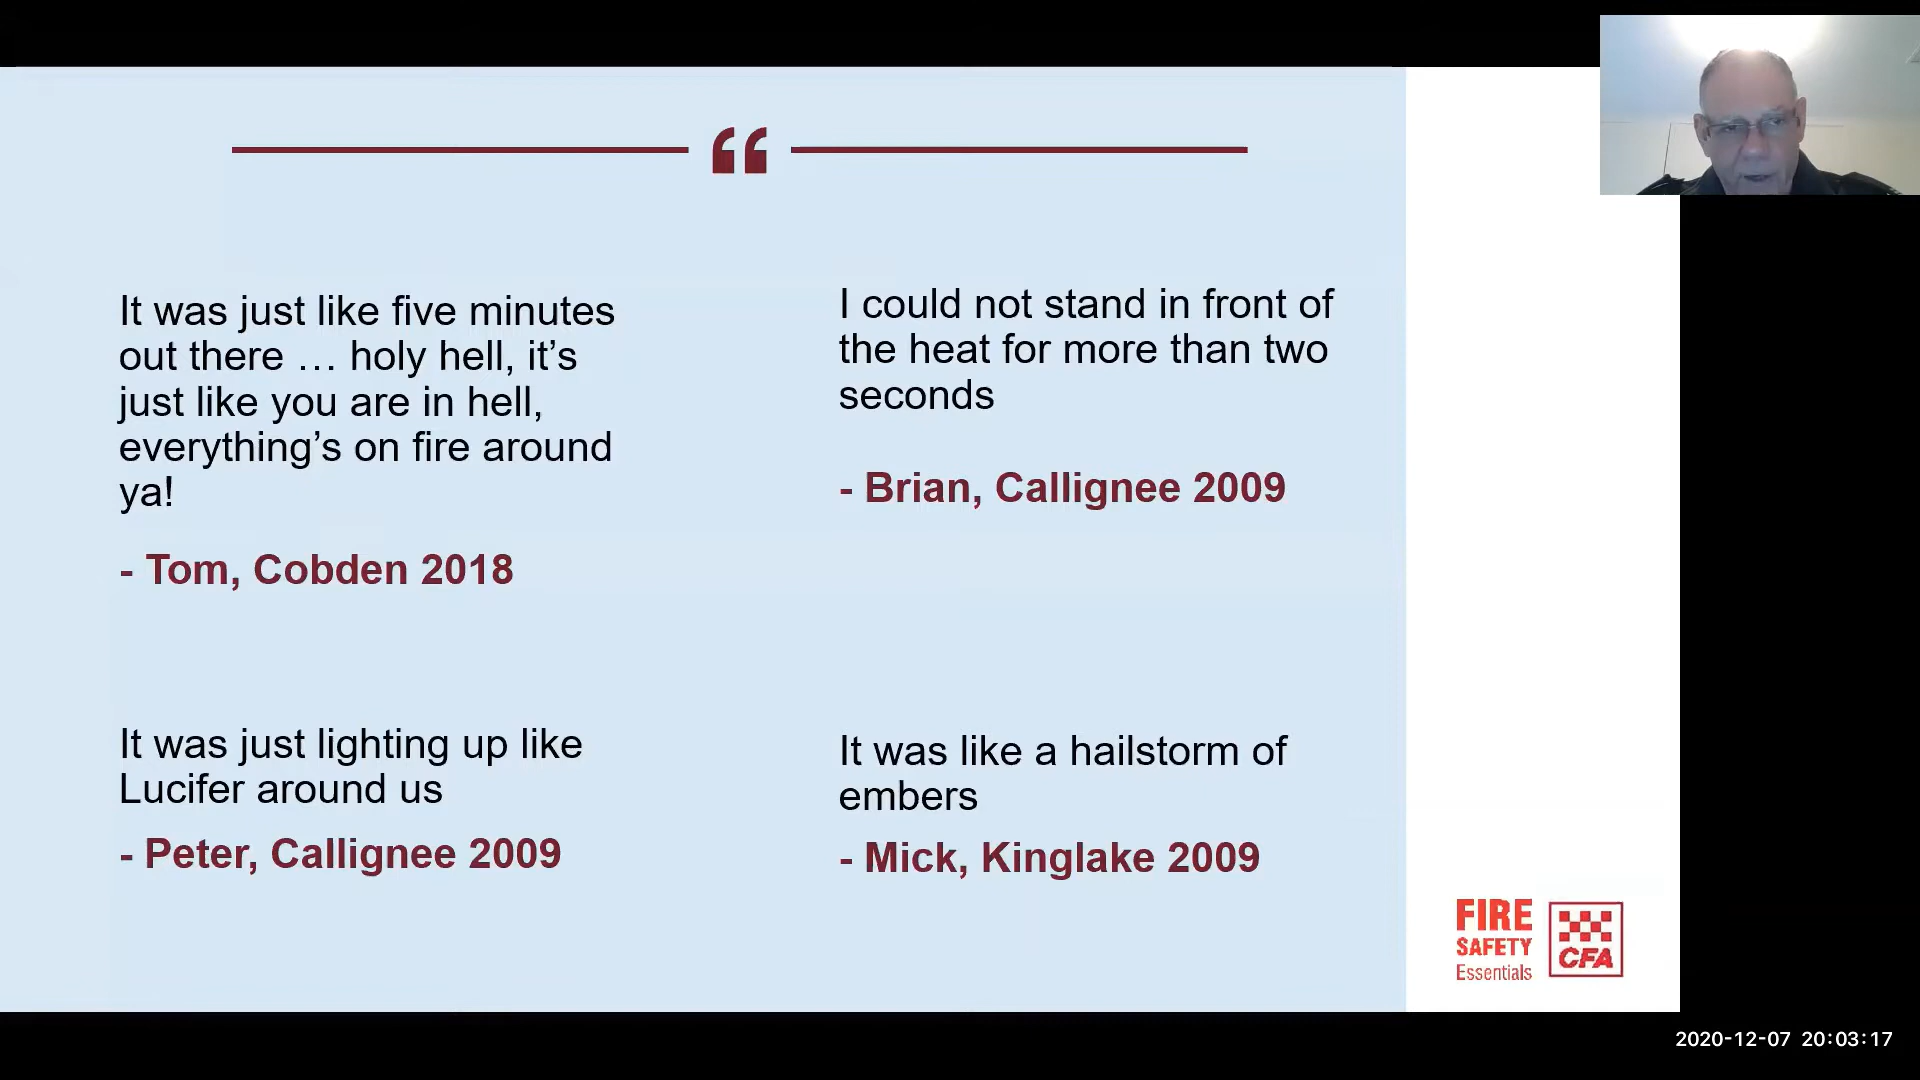 “
It was just like five minutes
out there … holy hell, it’s
just like you are in hell,
everything’s on fire around
ya!
- Tom, Cobden 2018
I could not stand in front of
the heat for more than two
seconds
- Brian, Callignee 2009
It was just lighting up like
Lucifer around us
- Peter, Callignee 2009
It was like a hailstorm of
embers
- Mick, Kinglake 2009
FIRE
SAFETY
Essentials
CFA
2020-12-07 20:03:17